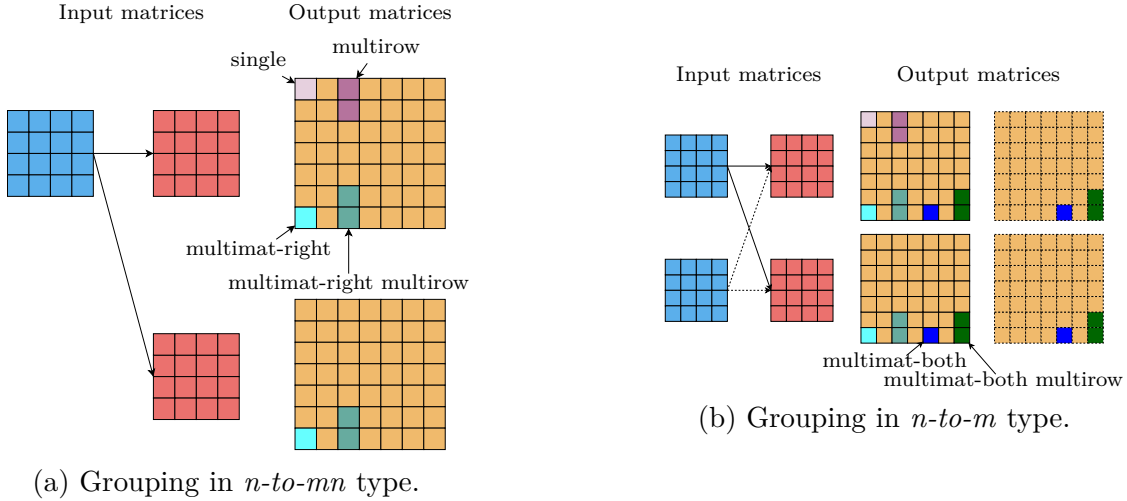 Input matrices
Output matrices
multirow
single
multimat-right
multimat-right multirow
(a) Grouping in n-to-mn type.
Input matrices
Output matrices
multimat-both
multimat-both multirow
(b) Grouping in n-to-m type.